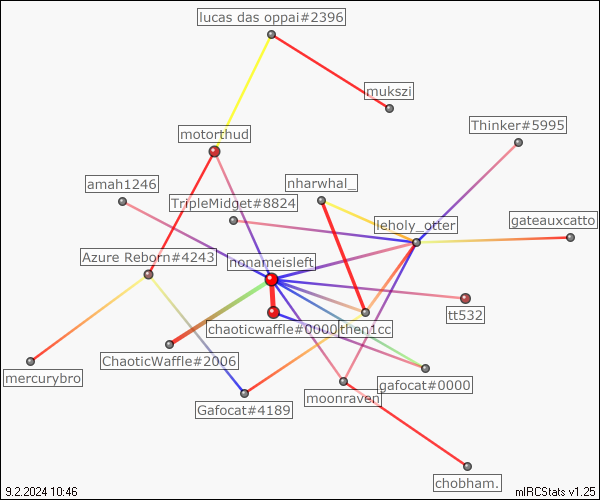 lucas das oppai#2396
mukszi
Thinker#5995
motorthud
nharwhal_
amah1246
TripleMidget#8824
leholy_otter
gateauxcatto
Azure Reborn#4243
nonameisleft
tt532
chaoticwaffle#0000
then1cc
ChaoticWaffle#2006
mercurybro
gafocat#0000
moonraven
Gafocat#4189
chobham.
9.2.2024 10:46
mIRCStats v1.25